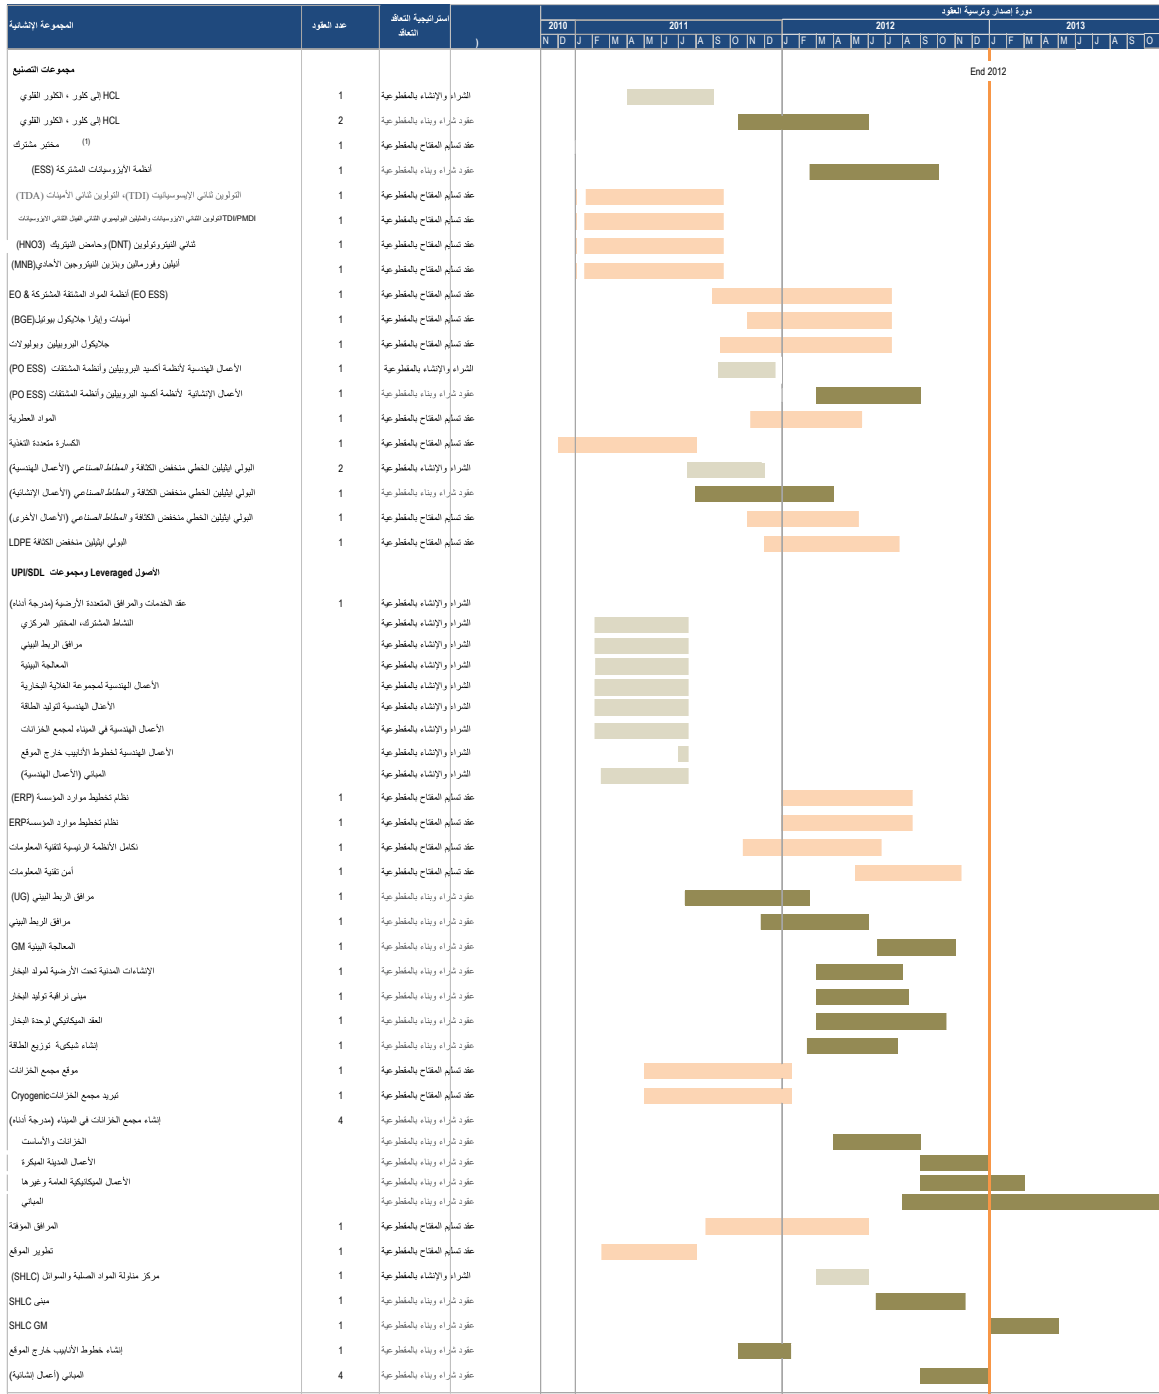 المجموعة الإنشائية عدد العقود استراتيجية التعاقد التعاقد ( دورة إصدار وترسية العقود
2010 2011 2012 2013
N D J F M A M J J A S O N D J F M A M J J A S O N D J F M A M J J A S O
مجموعات التصنيع End 2012
HCL إلى كلور ، الكلور القلوي 1 الشراء والإنشاء بالمقطوعية
HCL إلى كلور ، الكلور القلوي 2 عقود شراء وبناء بالمقطوعية
مختبر مشترك (1) 1 عقد تسليم المفتاح بالمقطوعية
أنظمة الأيزوسيانات المشتركة (ESS) 1 عقود شراء وبناء بالمقطوعية
التولوين ثنائي الإيسوسيانيت (TDI)، التولوين ثنائي الأمينات (TDA) 1 عقد تسليم المفتاح بالمقطوعية
TDI/PMDIالتولوين الثنائي الايزوسيانات والمثيلين البوليميري الثنائي الفينل الثنائي الايزوسيانات 1 عقد تسليم المفتاح بالمقطوعية
ثنائي النيتروتولوين (DNT) وحامض النيتريك (HNO3) 1 عقد تسليم المفتاح بالمقطوعية
أنيلين وفورمالين وبنزين النيتروجين الأحادي(MNB) 1 عقد تسليم المفتاح بالمقطوعية
EO & أنظمة المواد المشتقة المشتركة (EO ESS) 1 عقد تسليم المفتاح بالمقطوعية
أمينات وإيثرا جلايكول بيوتيل(BGE) 1 عقد تسليم المفتاح بالمقطوعية
جلايكول البروبيلين وبوليولات 1 عقد تسليم المفتاح بالمقطوعية
الأعمال الهندسية لأنظمة أكسيد البروبيلين وأنظمة المشتقات (PO ESS) 1 الشراء والإنشاء بالمقطوعية
الأعمال الإنشائية لأنظمة أكسيد البروبيلين وأنظمة المشتقات (PO ESS) 1 عقود شراء وبناء بالمقطوعية
المواد العطرية 1 عقد تسليم المفتاح بالمقطوعية
الكسارة متعددة التغذية 1 عقد تسليم المفتاح بالمقطوعية
البولي ايثيلين الخطي منخفض الكثافة و المطاط الصناعي (الأعمال الهندسية) 2 الشراء والإنشاء بالمقطوعية
البولي ايثيلين الخطي منخفض الكثافة و المطاط الصناعي (الأعمال الإنشائية) 1 عقود شراء وبناء بالمقطوعية
البولي ايثيلين الخطي منخفض الكثافة و المطاط الصناعي (الأعمال الأخرى) 1 عقد تسليم المفتاح بالمقطوعية
البولي ايثيلين منخفض الكثافة LDPE 1 عقد تسليم المفتاح بالمقطوعية
الأصول Leveraged ومجموعات UPI/SDL
عقد الخدمات والمرافق المتعددة الأرضية (مدرجة أدناه) 1 الشراء والإنشاء بالمقطوعية
النشاط المشترك، المختبر المركزي الشراء والإنشاء بالمقطوعية
مرافق الربط البيني الشراء والإنشاء بالمقطوعية
المعالجة البيئية الشراء والإنشاء بالمقطوعية
الأعمال الهندسية لمجموعة الغلاية البخارية الشراء والإنشاء بالمقطوعية
الأعنال الهندسية لتوليد الطاقة الشراء والإنشاء بالمقطوعية
الأعمال الهندسية في الميناء لمجمع الخزانات الشراء والإنشاء بالمقطوعية
الأعمال الهندسية لخطوط الأنابيب خارج الموقع الشراء والإنشاء بالمقطوعية
المباني (الأعمال الهندسية) الشراء والإنشاء بالمقطوعية
نظام تخطيط موارد المؤسسة (ERP) 1 عقد تسليم المفتاح بالمقطوعية
نظام تخطيط موارد المؤسسةERP 1 عقد تسليم المفتاح بالمقطوعية
تكامل الأنظمة الرئيسية لتقنية المعلومات 1 عقد تسليم المفتاح بالمقطوعية
أمن تقنية المعلومات 1 عقد تسليم المفتاح بالمقطوعية
مرافق الربط البيني (UG) 1 عقود شراء وبناء بالمقطوعية
مرافق الربط البيني 1 عقود شراء وبناء بالمقطوعية
المعالجة البيئية GM 1 عقود شراء وبناء بالمقطوعية
الإنشاءات المدنية تحت الأرضية لمولد البخار 1 عقود شراء وبناء بالمقطوعية
مبنى نراقبة توليد البخار 1 عقود شراء وبناء بالمقطوعية
العقد الميكانيكي لوحدة البخار 1 عقود شراء وبناء بالمقطوعية
إنشاء شبكىة توزيع الطاقة 1 عقود شراء وبناء بالمقطوعية
موقع مجمع الخزانات 1 عقد تسليم المفتاح بالمقطوعية
تبريد مجمع الخزاناتCryogenic 1 عقد تسليم المفتاح بالمقطوعية
إنشاء مجمع الخزانات في الميناء (مدرجة أدناه) 4 عقود شراء وبناء بالمقطوعية
الخزانات والأساست عقود شراء وبناء بالمقطوعية
الأعمال المدينة المبكرة عقود شراء وبناء بالمقطوعية
الأعمال الميكانيكية العامة وغيرها عقود شراء وبناء بالمقطوعية
المباني عقود شراء وبناء بالمقطوعية
المرافق المؤقتة 1 عقد تسليم المفتاح بالمقطوعية
تطوير الموقع 1 عقد تسليم المفتاح بالمقطوعية
مركز مناولة المواد الصلبة والسوائل (SHLC) 1 الشراء والإنشاء بالمقطوعية
مبنى SHLC 1 عقود شراء وبناء بالمقطوعية
SHLC GM 1 عقود شراء وبناء بالمقطوعية
إنشاء خطوط الأنابيب خارج الموقع 1 عقود شراء وبناء بالمقطوعية
المباني (أعمال إنشائية) 4 عقود شراء وبناء بالمقطوعية